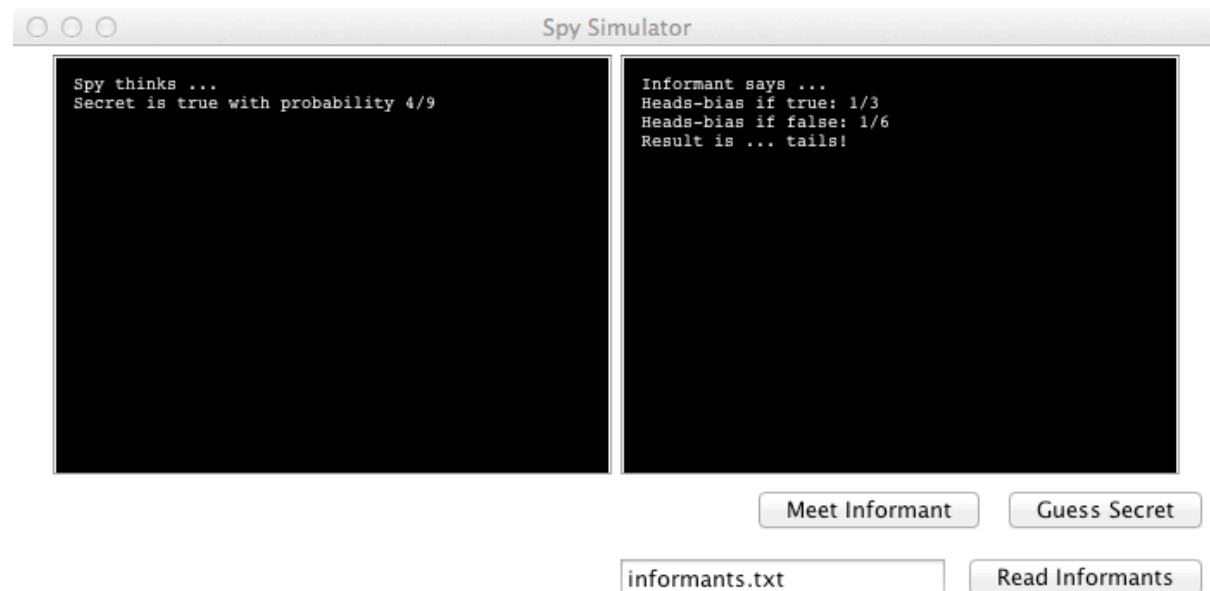 Spy Simulator
Spy thinks ...
Secret is true with probability 4/9
Informant says ...
Heads-bias if true: 1/3
Heads-bias if false: 1/6
Result is ... tails!
Meet Informant
Guess Secret
informants.txt
Read Informants